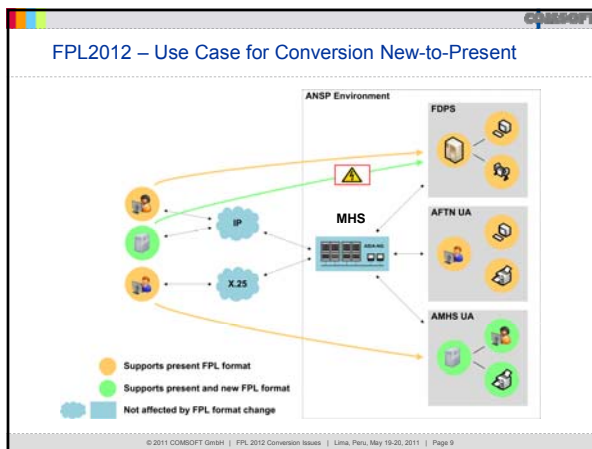 COMSOFT
FPL2012 – Use Case for Conversion New-to-Present
ANSP Environment
FDPS
MHS
IP
AFTN UA
X.25
AMHS UA
Supports present FPL format
Supports present and new FPL format
Not affected by FPL format change
© 2011 COMSOFT GmbH | FPL 2012 Conversion Issues | Lima, Peru, May 19-20, 2011 | Page 9